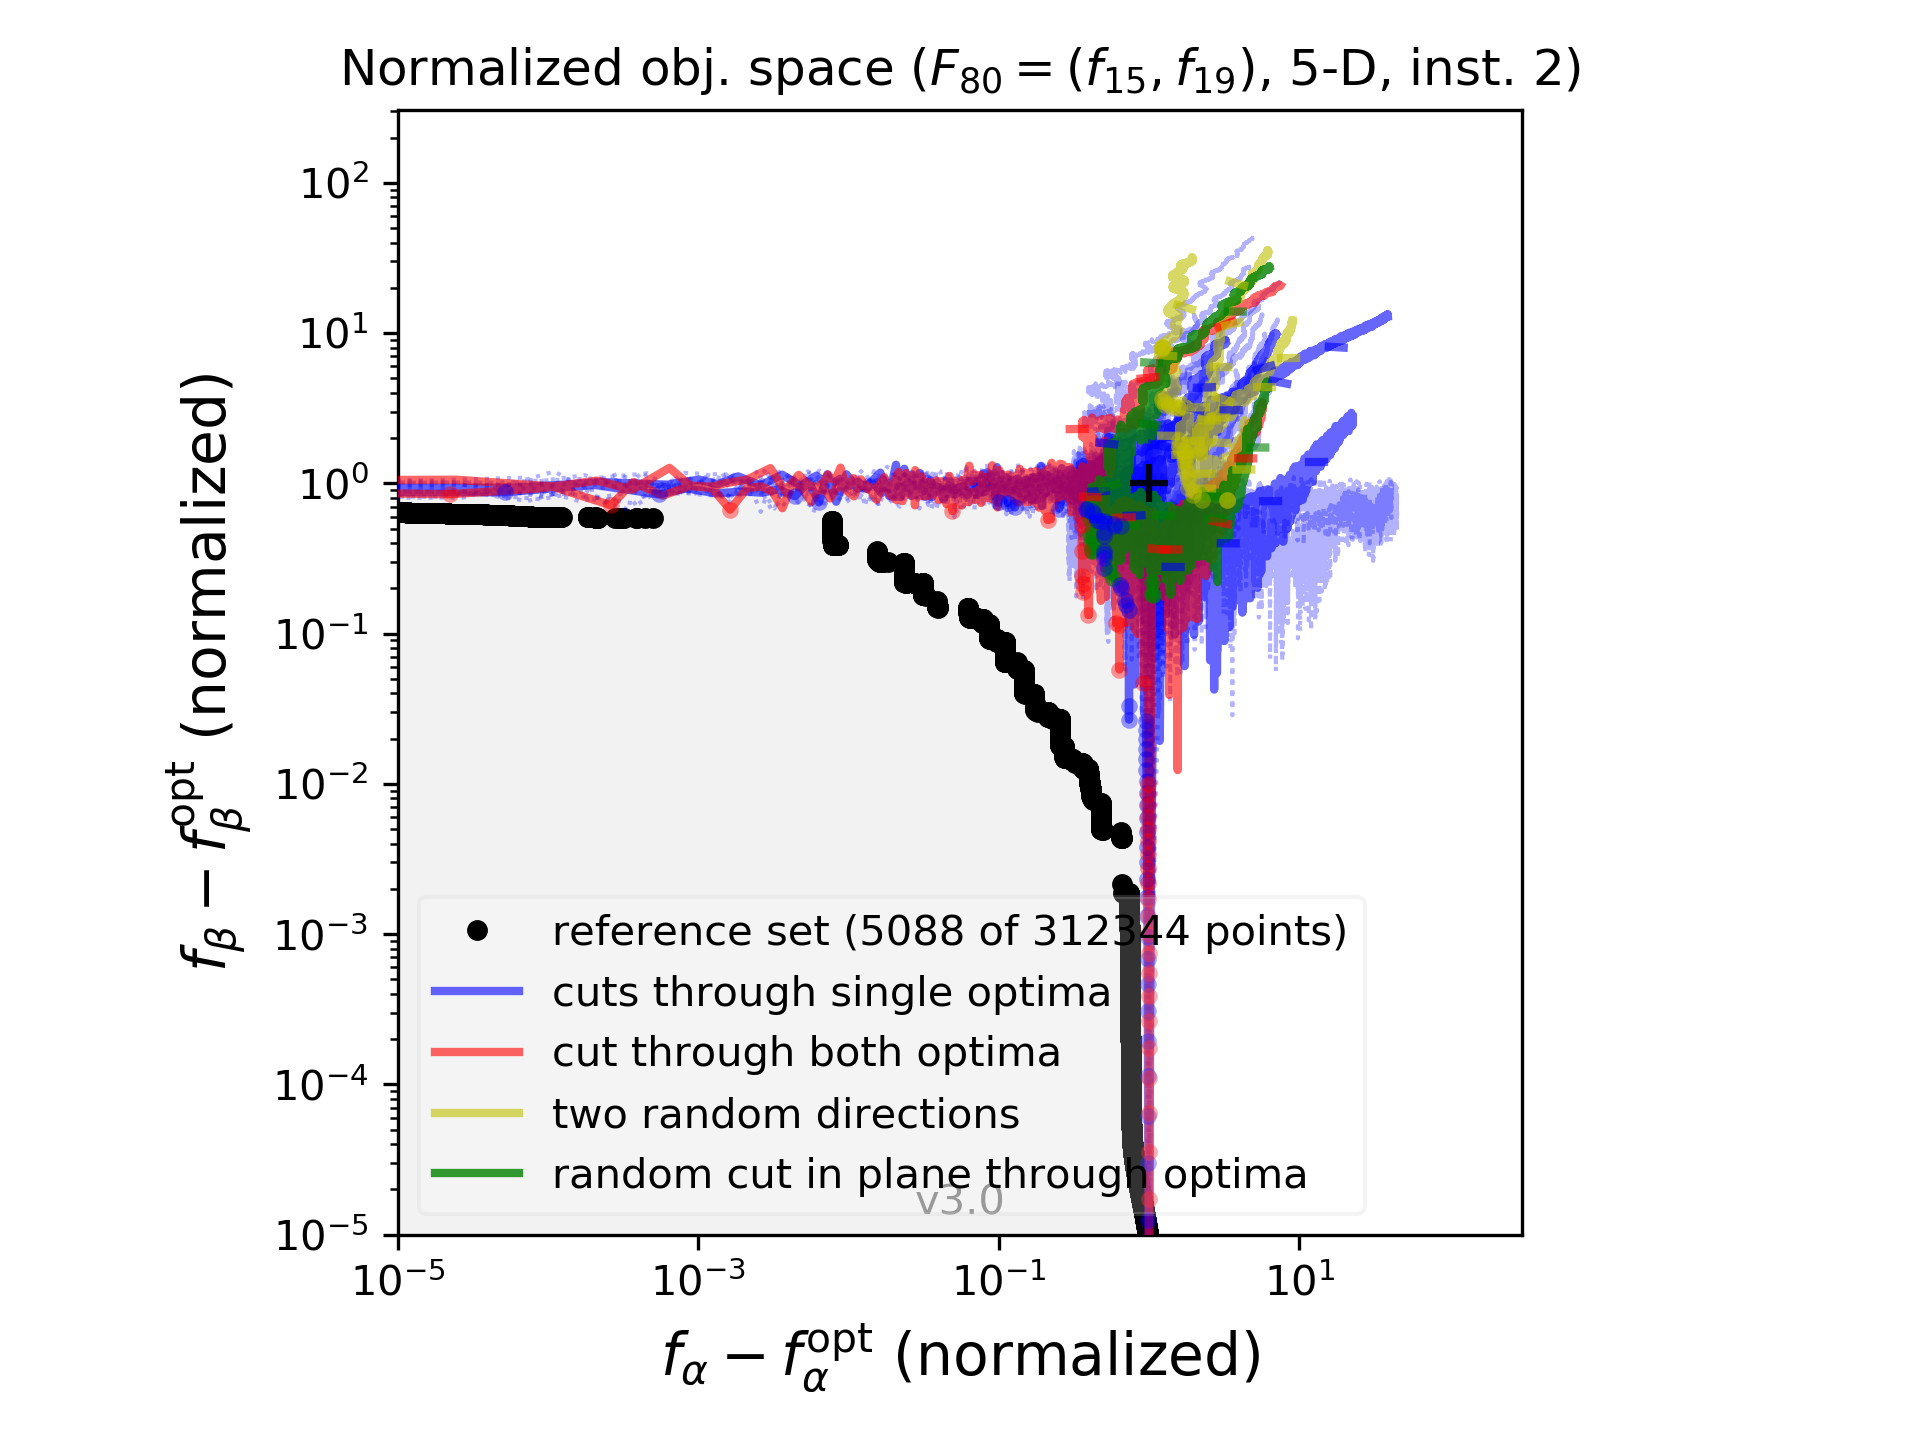 Normalized obj. space (F₈₀ = (f₁₅, f₁₉), 5-D, inst. 2)
10²
10¹
10⁰
10⁻¹
10⁻²
10⁻³
10⁻⁴
10⁻⁵
f_β − f_β^opt (normalized)
reference set (5088 of 312344 points)
cuts through single optima
cut through both optima
two random directions
random cut in plane through optima
v3.0
10⁻⁵ 10⁻³ 10⁻¹ 10¹
f_α − f_α^opt (normalized)